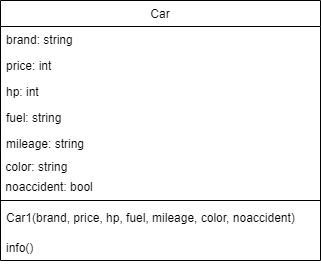 Car
brand: string
price: int
hp: int
fuel: string
mileage: string
color: string
noaccident: bool
Car1(brand, price, hp, fuel, mileage, color, noaccident)
info()